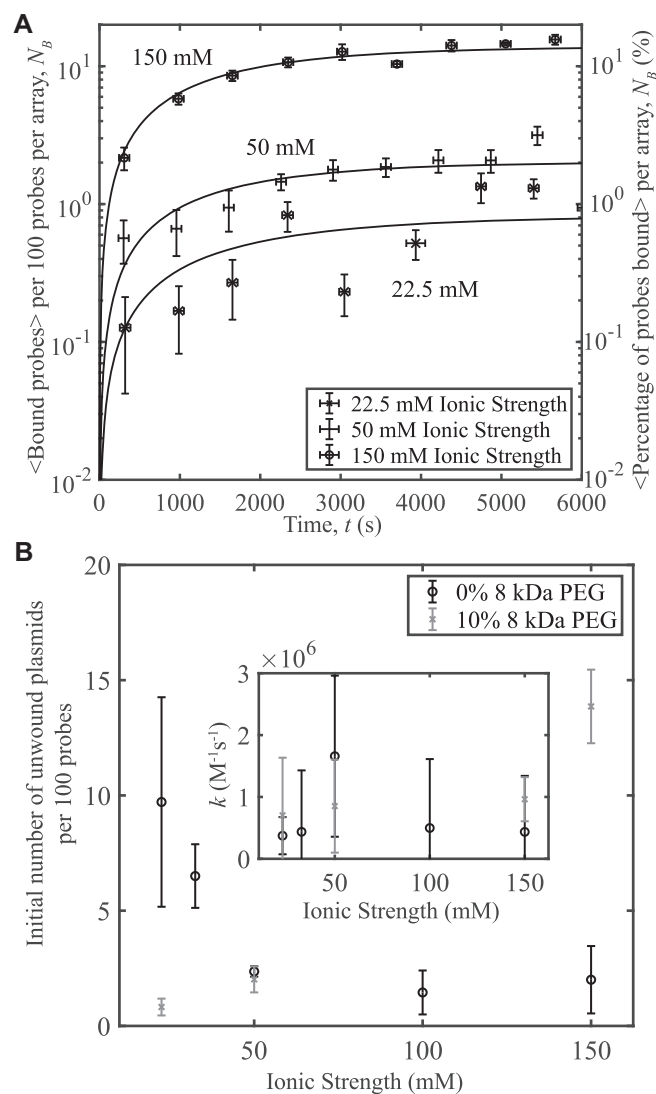 A
<Bound probes> per 100 probes per array, N_B
<Percentage of probes bound> per array, N_B (%)
10^1
10^0
10^-1
10^-2
10^1
10^0
10^-1
10^-2
150 mM
50 mM
22.5 mM
22.5 mM Ionic Strength
50 mM Ionic Strength
150 mM Ionic Strength
0 1000 2000 3000 4000 5000 6000
Time, t (s)
B
Initial number of unwound plasmids
per 100 probes
20
15
10
5
0
0% 8 kDa PEG
10% 8 kDa PEG
×10^6
k (M^-1s^-1)
3
2
1
0
50 100 150
Ionic Strength (mM)
50 100 150
Ionic Strength (mM)